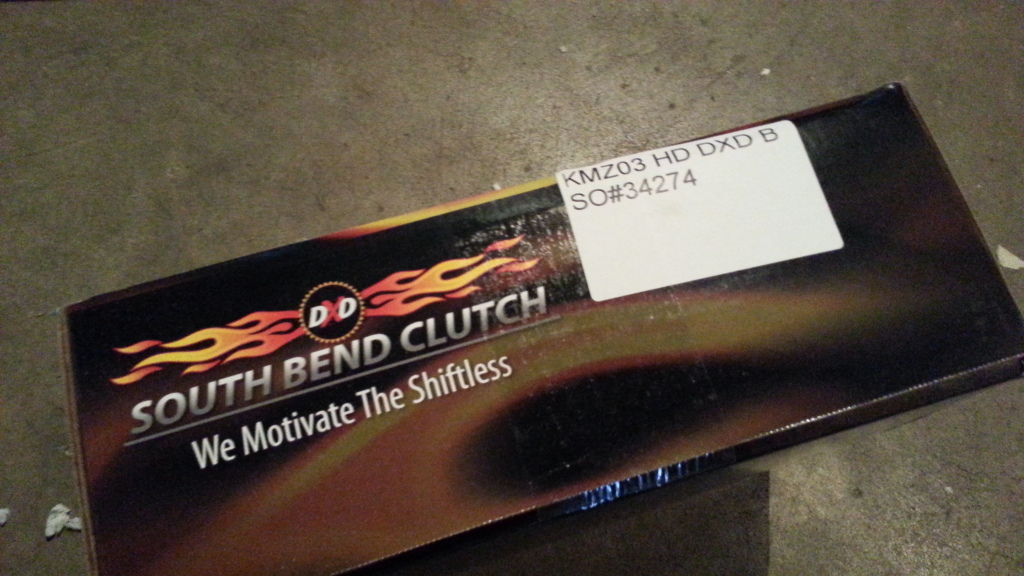 KMZ03 HD DXD B
SO#34274
DXD
SOUTH BEND CLUTCH
We Motivate The Shiftless